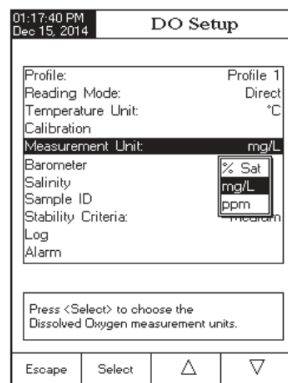 01:17:40 PM
Dec 15, 2014
DO Setup
Profile: Profile 1
Reading Mode: Direct
Temperature Unit: °C
Calibration
Measurement Unit: mg/L
Barometer
% Sat
Salinity
mg/L
Sample ID
ppm
Stability Criteria: Medium
Log
Alarm
Press <Select> to choose the
Dissolved Oxygen measurement units.
Escape Select △ ▽